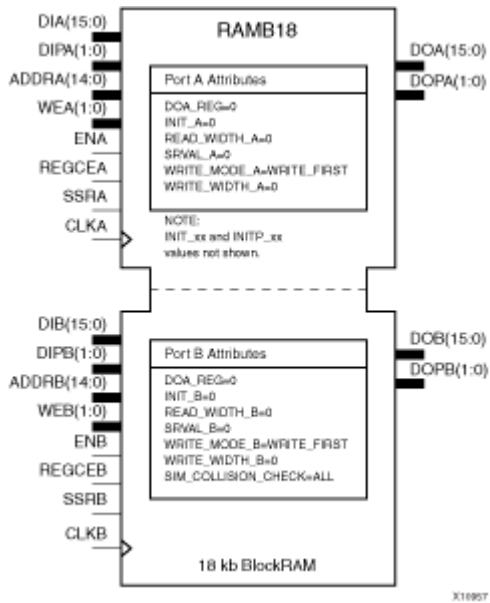 RAMB18
DIA(15:0)
DIPA(1:0)
ADDRA(14:0)
WEA(1:0)
ENA
REGCEA
SSRA
CLKA
DOA(15:0)
DOPA(1:0)
Port A Attributes
DOA_REG=0
INIT_A=0
READ_WIDTH_A=0
SRVAL_A=0
WRITE_MODE_A=WRITE_FIRST
WRITE_WIDTH_A=0
NOTE:
INIT_xx and INITP_xx
values not shown.
DIB(15:0)
DIPB(1:0)
ADDRB(14:0)
WEB(1:0)
ENB
REGCEB
SSRB
CLKB
DOB(15:0)
DOPB(1:0)
Port B Attributes
DOA_REG=0
INIT_B=0
READ_WIDTH_B=0
SRVAL_B=0
WRITE_MODE_B=WRITE_FIRST
WRITE_WIDTH_B=0
SIM_COLLISION_CHECK=ALL
18 kb BlockRAM
X10957